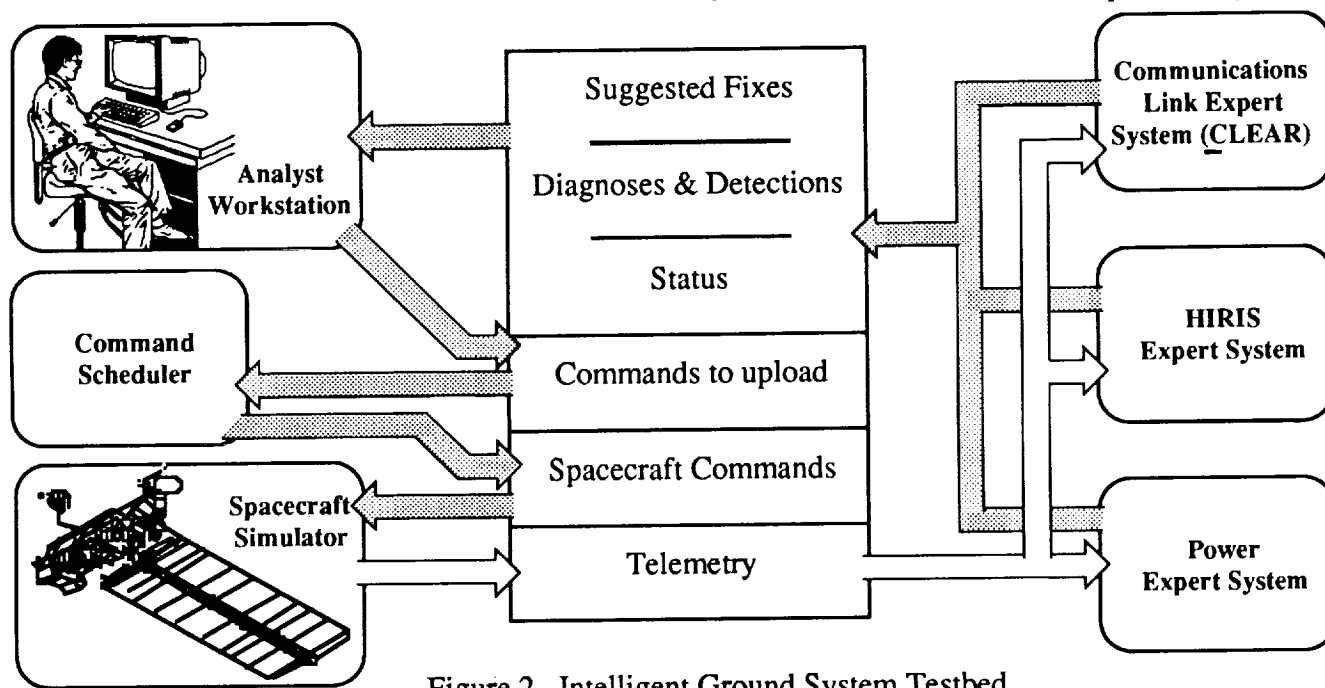 Analyst
Workstation
Command
Scheduler
Spacecraft
Simulator
Suggested Fixes
Diagnoses & Detections
Status
Commands to upload
Spacecraft Commands
Telemetry
Communications
Link Expert
System (CLEAR)
HIRIS
Expert System
Power
Expert System
Figure 2. Intelligent Ground System Testbed